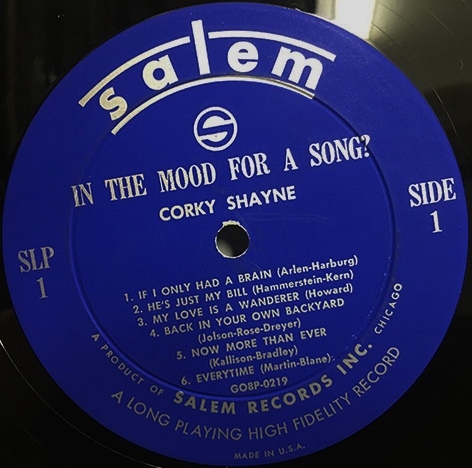 salem
S
IN THE MOOD FOR A SONG?
CORKY SHAYNE
SLP
1
SIDE
1
1. IF I ONLY HAD A BRAIN (Arlen-Harburg)
2. HE'S JUST MY BILL (Hammerstein-Kern)
3. MY LOVE IS A WANDERER (Howard)
4. BACK IN YOUR OWN BACKYARD
(Jolson-Rose-Dreyer)
5. NOW MORE THAN EVER
(Kallison-Bradley)
6. EVERYTIME (Martin-Blane)
GO8P-0219
A PRODUCT OF SALEM RECORDS INC. CHICAGO
A LONG PLAYING HIGH FIDELITY RECORD
MADE IN U.S.A.